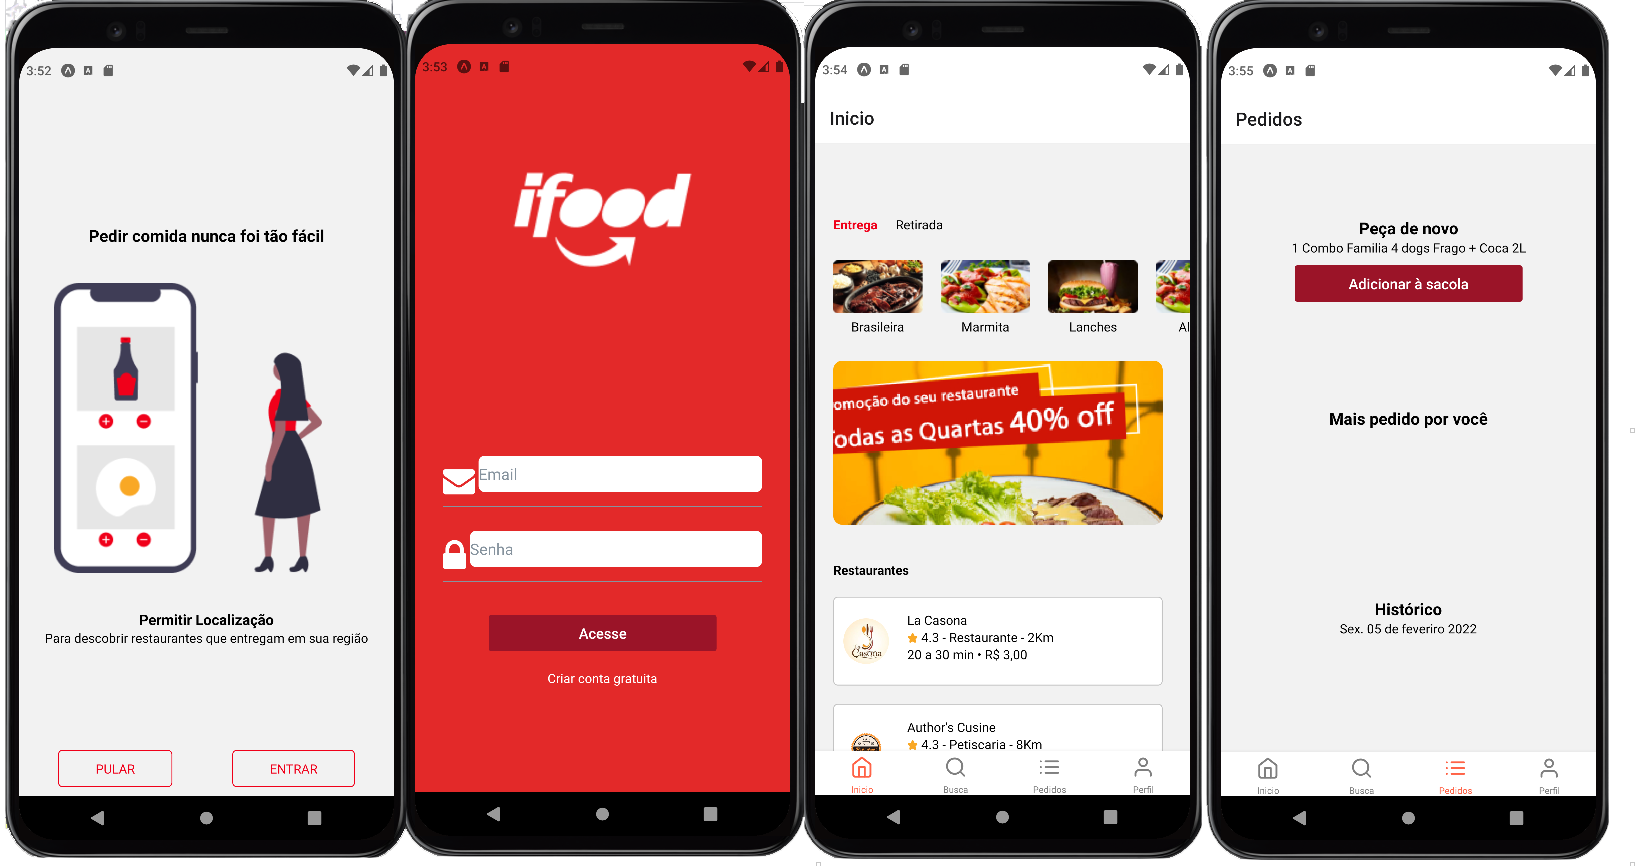 3:52
Pedir comida nunca foi tão fácil
Permitir Localização
Para descobrir restaurantes que entregam em sua região
PULAR
ENTRAR
3:53
ifood
Email
Senha
Acesse
Criar conta gratuita
3:54
Inicio
Entrega
Retirada
Brasileira
Marmita
Lanches
Al
omoção do seu restaurante
Todas as Quartas 40% off
Restaurantes
La Casona
4.3 - Restaurante - 2Km
20 a 30 min • R$ 3,00
Casona
Author's Cusine
4.3 - Petiscaria - 8Km
Inicio
Busca
Pedidos
Perfil
3:55
Pedidos
Peça de novo
1 Combo Familia 4 dogs Frago + Coca 2L
Adicionar à sacola
Mais pedido por você
Histórico
Sex. 05 de feveriro 2022
Inicio
Busca
Pedidos
Perfil